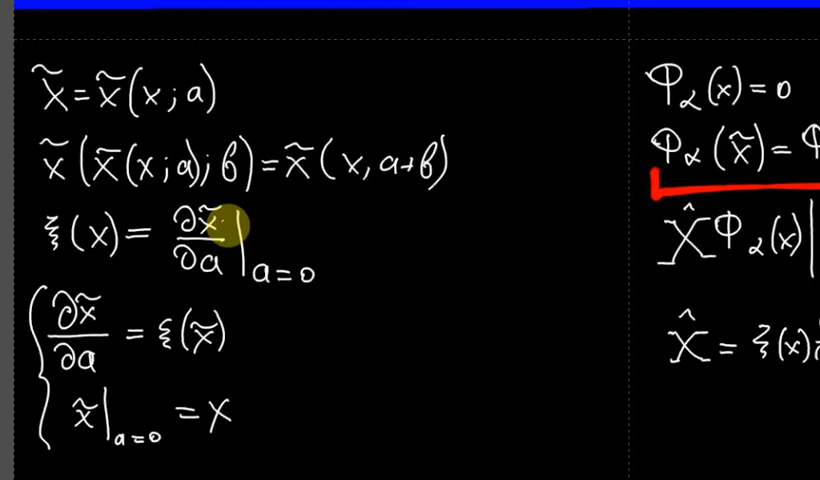 x̃ = x̃(x; a)
x̃(x̃(x; a); b) = x̃(x, a+b)
ξ(x) = ∂x̃/∂a |a=0
{ ∂x̃/∂a = ξ(x̃)
x̃|a=0 = x
Φα(x) = 0
Φα(x̃) = Φ
X̂Φα(x)|
X̂ = ξ(x)